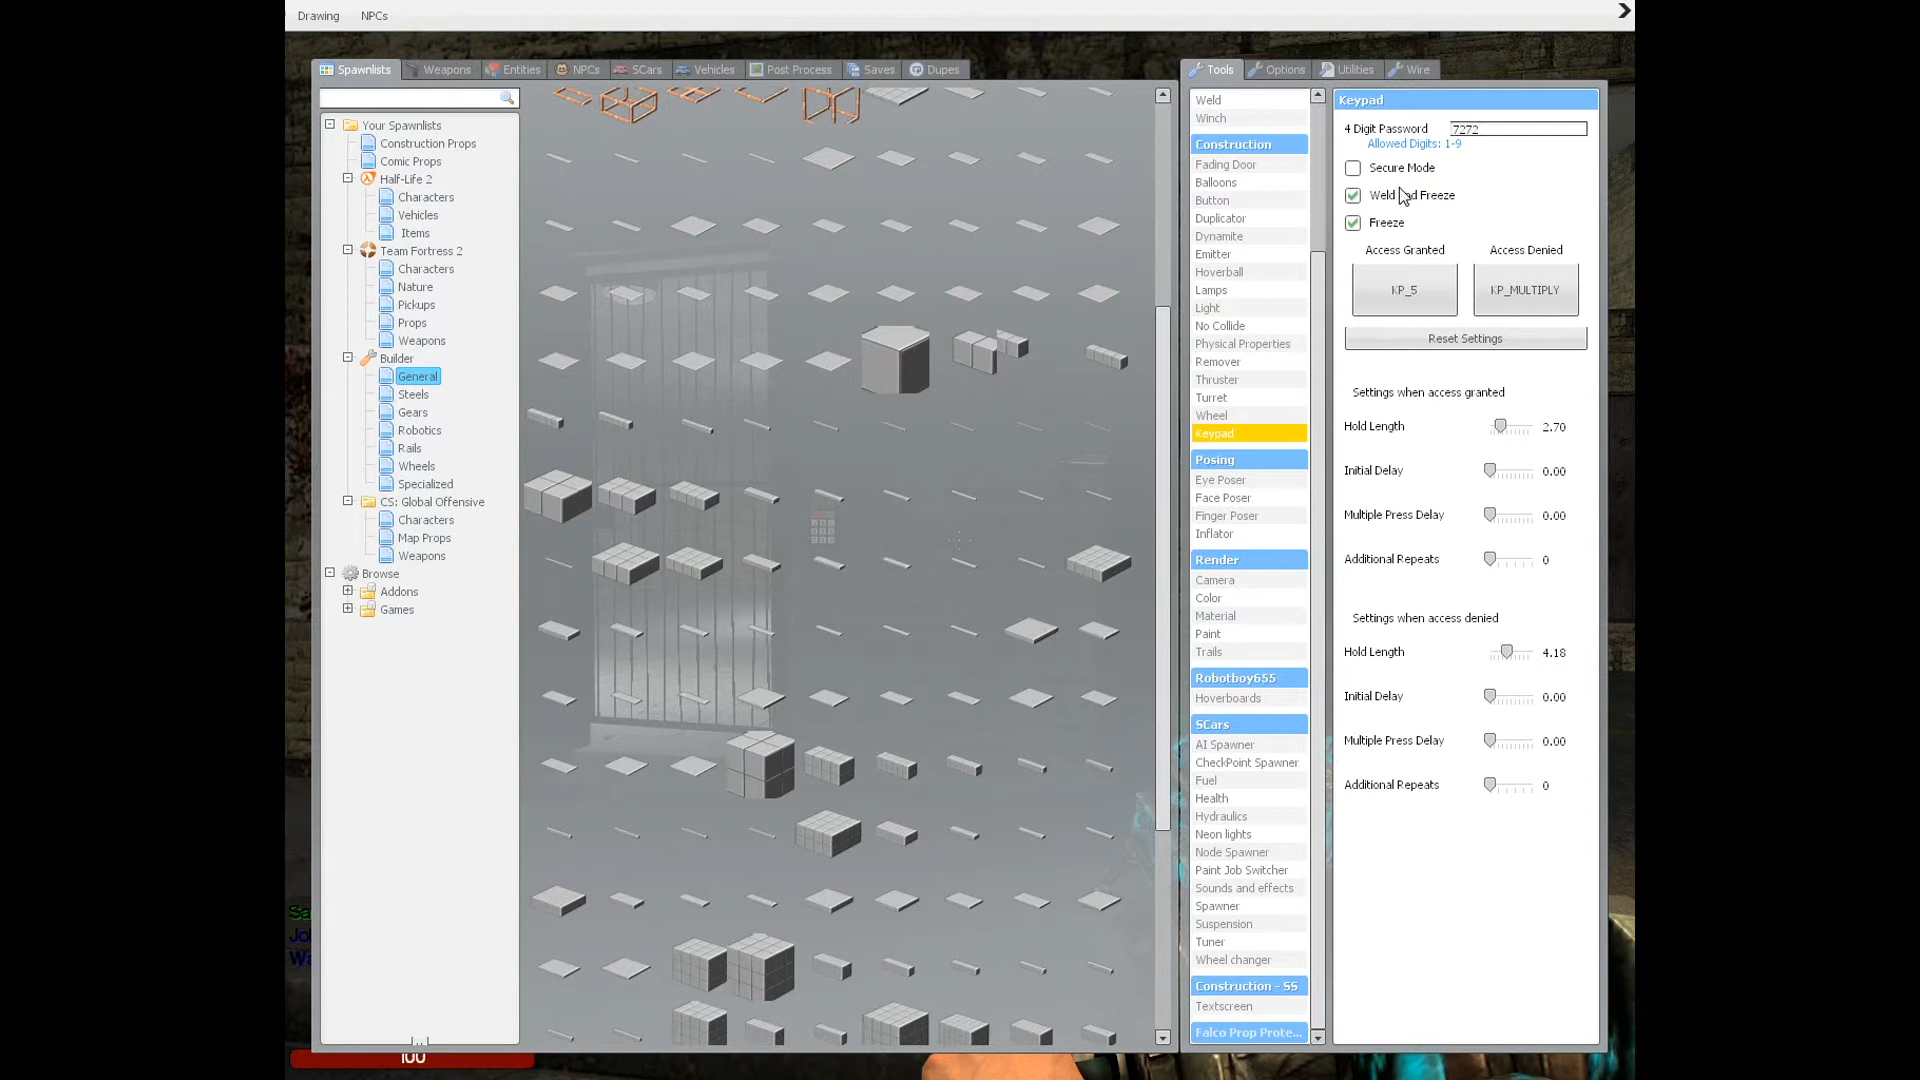 Drawing NPCs
Spawnlists Weapons Entities NPCs SCars Vehicles Post Process Saves Dupes
Your Spawnlists
Construction Props
Comic Props
Half-Life 2
Characters
Vehicles
Items
Team Fortress 2
Characters
Nature
Pickups
Props
Weapons
Builder
General
Steels
Gears
Robotics
Rails
Wheels
Specialized
CS: Global Offensive
Characters
Map Props
Weapons
Browse
Addons
Games
100
Tools Options Utilities Wire
Weld
Winch
Construction
Fading Door
Balloons
Button
Duplicator
Dynamite
Emitter
Hoverball
Lamps
Light
No Collide
Physical Properties
Remover
Thruster
Turret
Wheel
Keypad
Posing
Eye Poser
Face Poser
Finger Poser
Inflator
Render
Camera
Color
Material
Paint
Trails
Robotboy655
Hoverboards
SCars
AI Spawner
CheckPoint Spawner
Fuel
Health
Hydraulics
Neon lights
Node Spawner
Paint Job Switcher
Sounds and effects
Spawner
Suspension
Tuner
Wheel changer
Construction - SS
Textscreen
Falco Prop Prote...
Keypad
4 Digit Password 7272
Allowed Digits: 1-9
Secure Mode
Weld and Freeze
Freeze
Access Granted Access Denied
KP_5 KP_MULTIPLY
Reset Settings
Settings when access granted
Hold Length 2.70
Initial Delay 0.00
Multiple Press Delay 0.00
Additional Repeats 0
Settings when access denied
Hold Length 4.18
Initial Delay 0.00
Multiple Press Delay 0.00
Additional Repeats 0